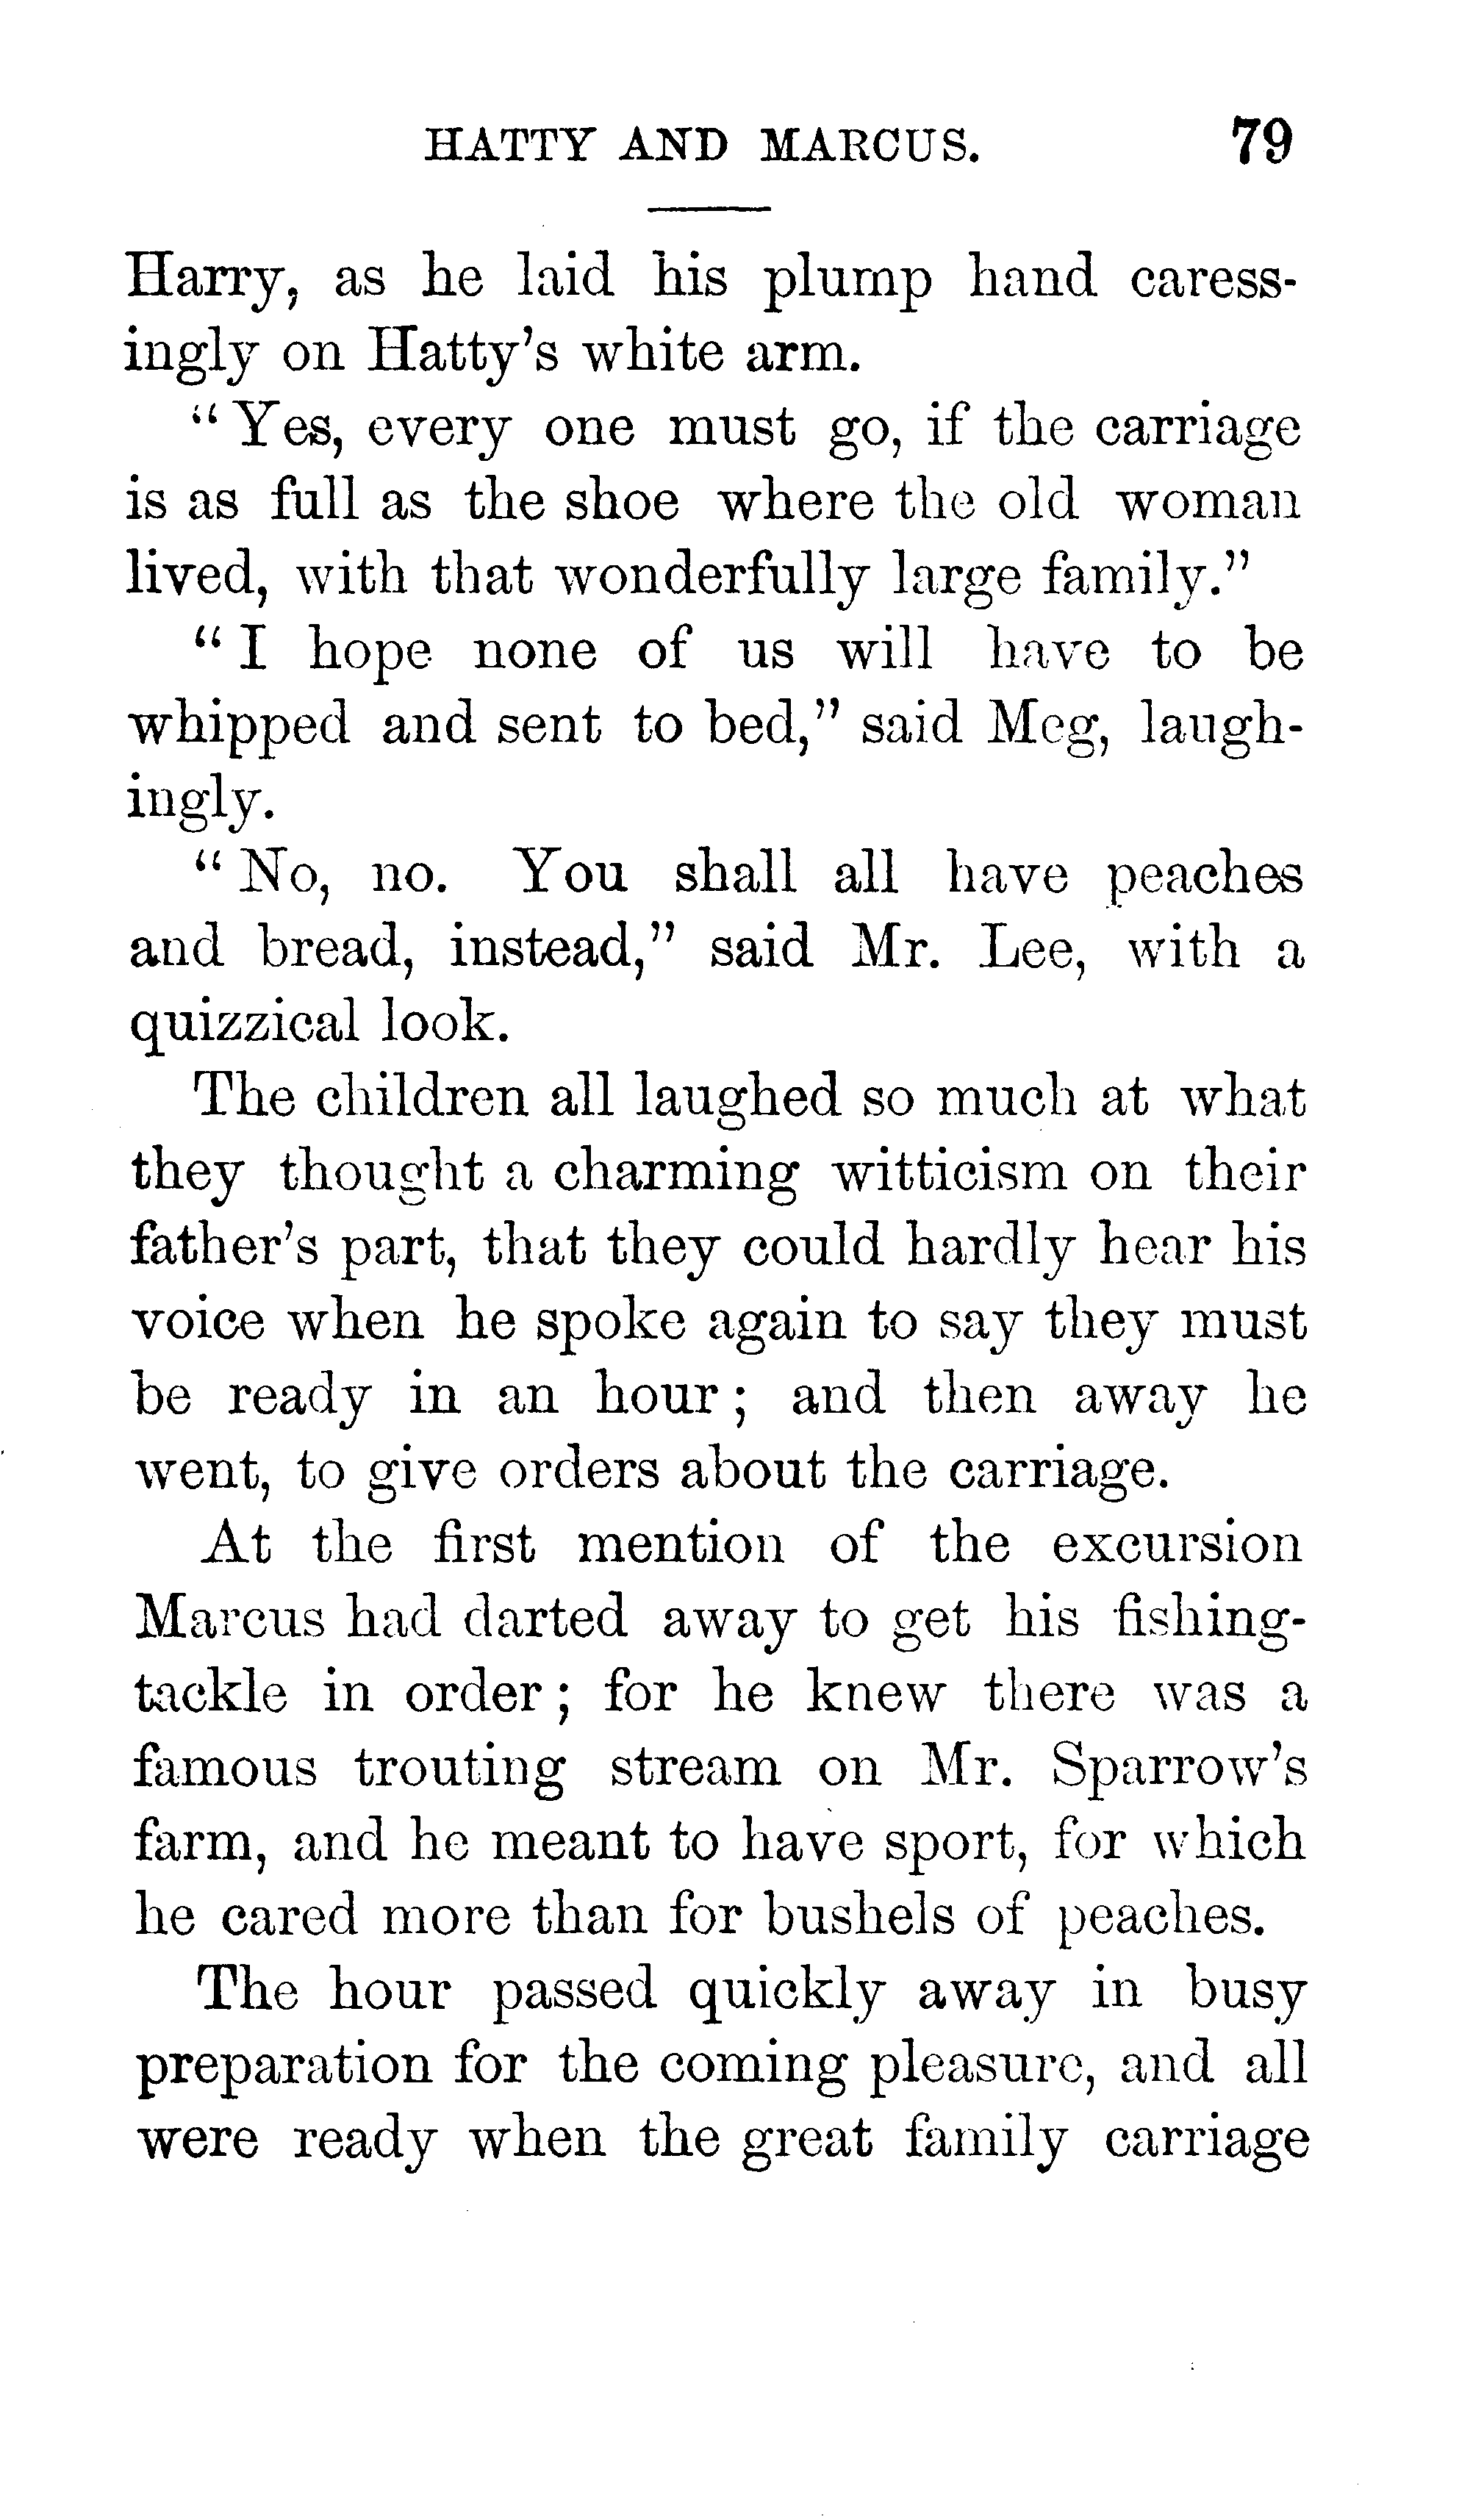 HATTY AND MARCUS. 79
Harry, as he laid his plump hand caress-
ingly on Hatty's white arm.
"Yes, every one must go, if the carriage
is as full as the shoe where the old woman
lived, with that wonderfully large family."
"I hope none of us will have to be
whipped and sent to bed," said Meg, laugh-
ingly.
"No, no. You shall all have peaches
and bread, instead," said Mr. Lee, with a
quizzical look.
The children all laughed so much at what
they thought a charming witticism on their
father's part, that they could hardly hear his
voice when he spoke again to say they must
be ready in an hour; and then away he
went, to give orders about the carriage.
At the first mention of the excursion
Marcus had darted away to get his fishing-
tackle in order; for he knew there was a
famous trouting stream on Mr. Sparrow's
farm, and he meant to have sport, for which
he cared more than for bushels of peaches.
The hour passed quickly away in busy
preparation for the coming pleasure, and all
were ready when the great family carriage